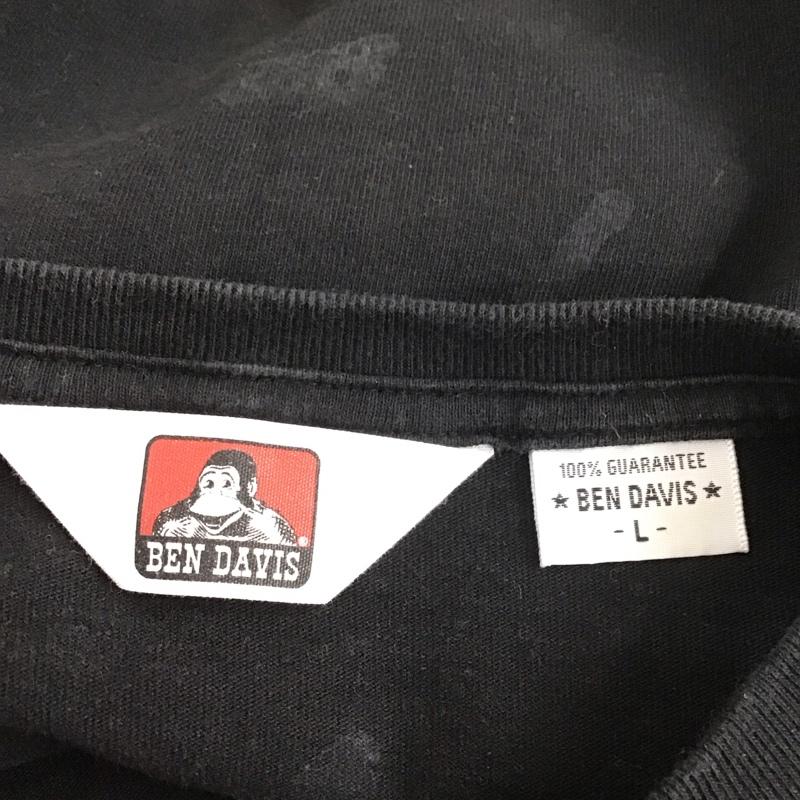 BEN DAVIS®
100% GUARANTEE
★ BEN DAVIS ★
- L -